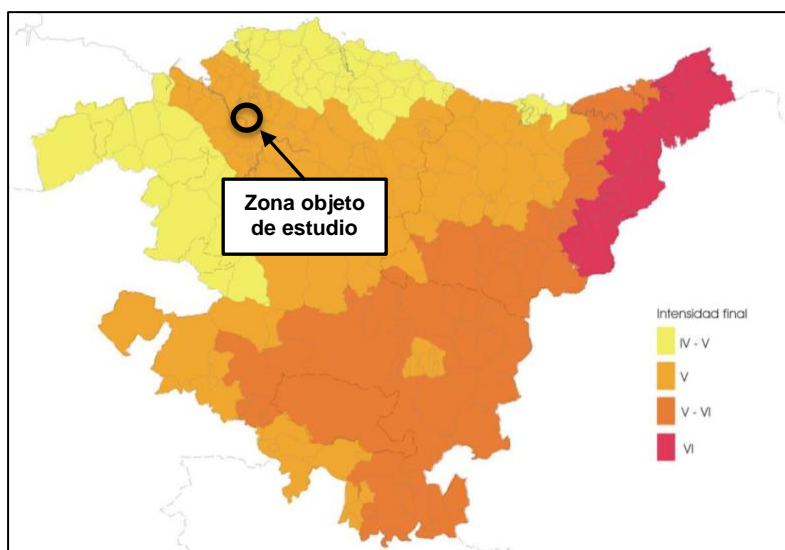 Zona objeto
de estudio
Intensidad final
IV - V
V
V - VI
VI